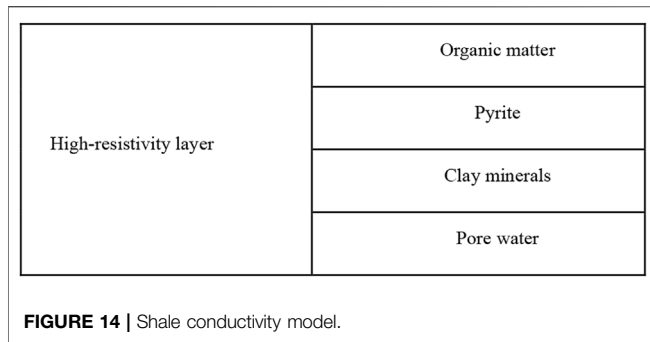 Organic matter
Pyrite
High-resistivity layer
Clay minerals
Pore water
FIGURE 14 | Shale conductivity model.